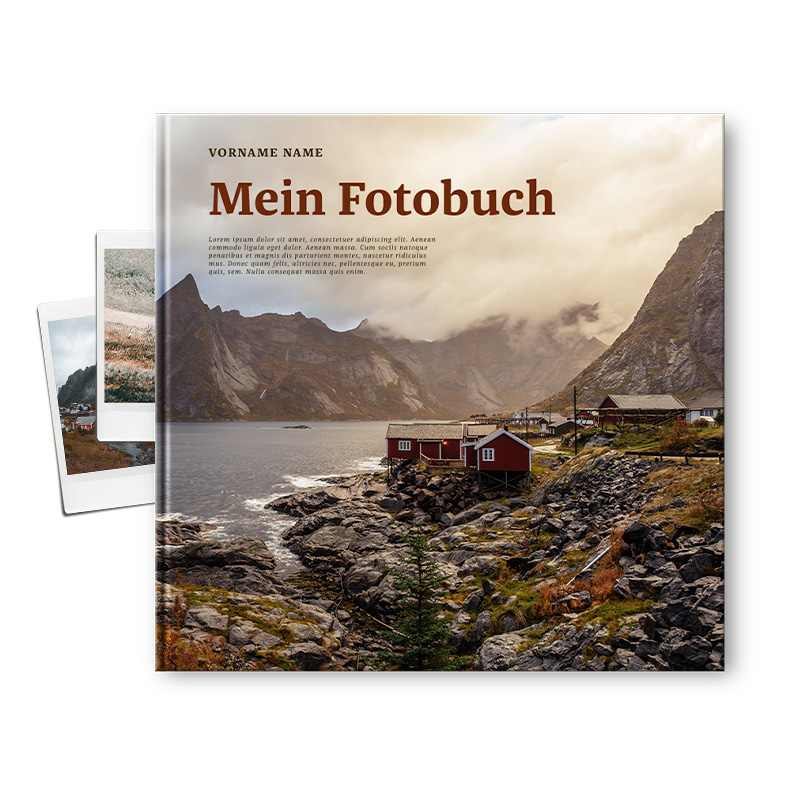 VORNAME NAME
Mein Fotobuch
Lorem ipsum dolor sit amet, consectetuer adipiscing elit. Aenean
commodo ligula eget dolor. Aenean massa. Cum sociis natoque
penatibus et magnis dis parturient montes, nascetur ridiculus
mus. Donec quam felis, ultricies nec, pellentesque eu, pretium
quis, sem. Nulla consequat massa quis enim.